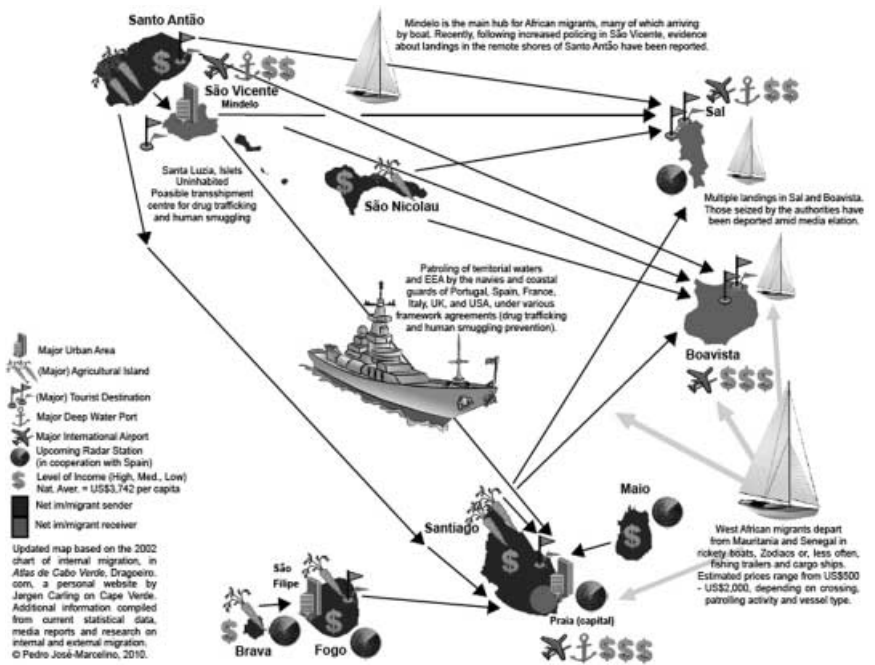 Santo Antão
Mindelo is the main hub for African migrants, many of which arriving
by boat. Recently, following increased policing in São Vicente, evidence
about landings in the remote shores of Santo Antão have been reported.
São Vicente
Mindelo
Sal
Santa Luzia, Islets
Uninhabited
Poasible transshipment
centre for drug trafficking
and human smuggling
São Nicolau
Multiple landings in Sal and Boavista.
Those seized by the authorities have
been deported amid media elation.
Patroling of territorial waters
and EEA by the navies and coastal
guards of Portugal, Spain, France,
Italy, UK, and USA, under various
framework agreements (drug trafficking
and human smuggling prevention).
Boavista
Major Urban Area
(Major) Agricultural Island
(Major) Tourist Destination
Major Deep Water Port
Major International Airport
Upcoming Radar Station
(in cooperation with Spain)
Level of Income (High, Med., Low)
Nat. Aver. = US$3,742 per capita
Net im/migrant sender
Net im/migrant receiver
Updated map based on the 2002
chart of internal migration, in
Atlas de Cabo Verde, Dragoeiro.
com, a personal website by
Jørgen Carling on Cape Verde.
Additional information compiled
from current statistical data,
media reports and research on
internal and external migration.
© Pedro José-Marcelino, 2010.
Santiago
Maio
São
Filipe
Brava
Fogo
Praia (capital)
West African migrants depart
from Mauritania and Senegal in
rickety boats, Zodiacs or, less often,
fishing trailers and cargo ships.
Estimated prices range from US$500
- US$2,000, depending on crossing,
patrolling activity and vessel type.